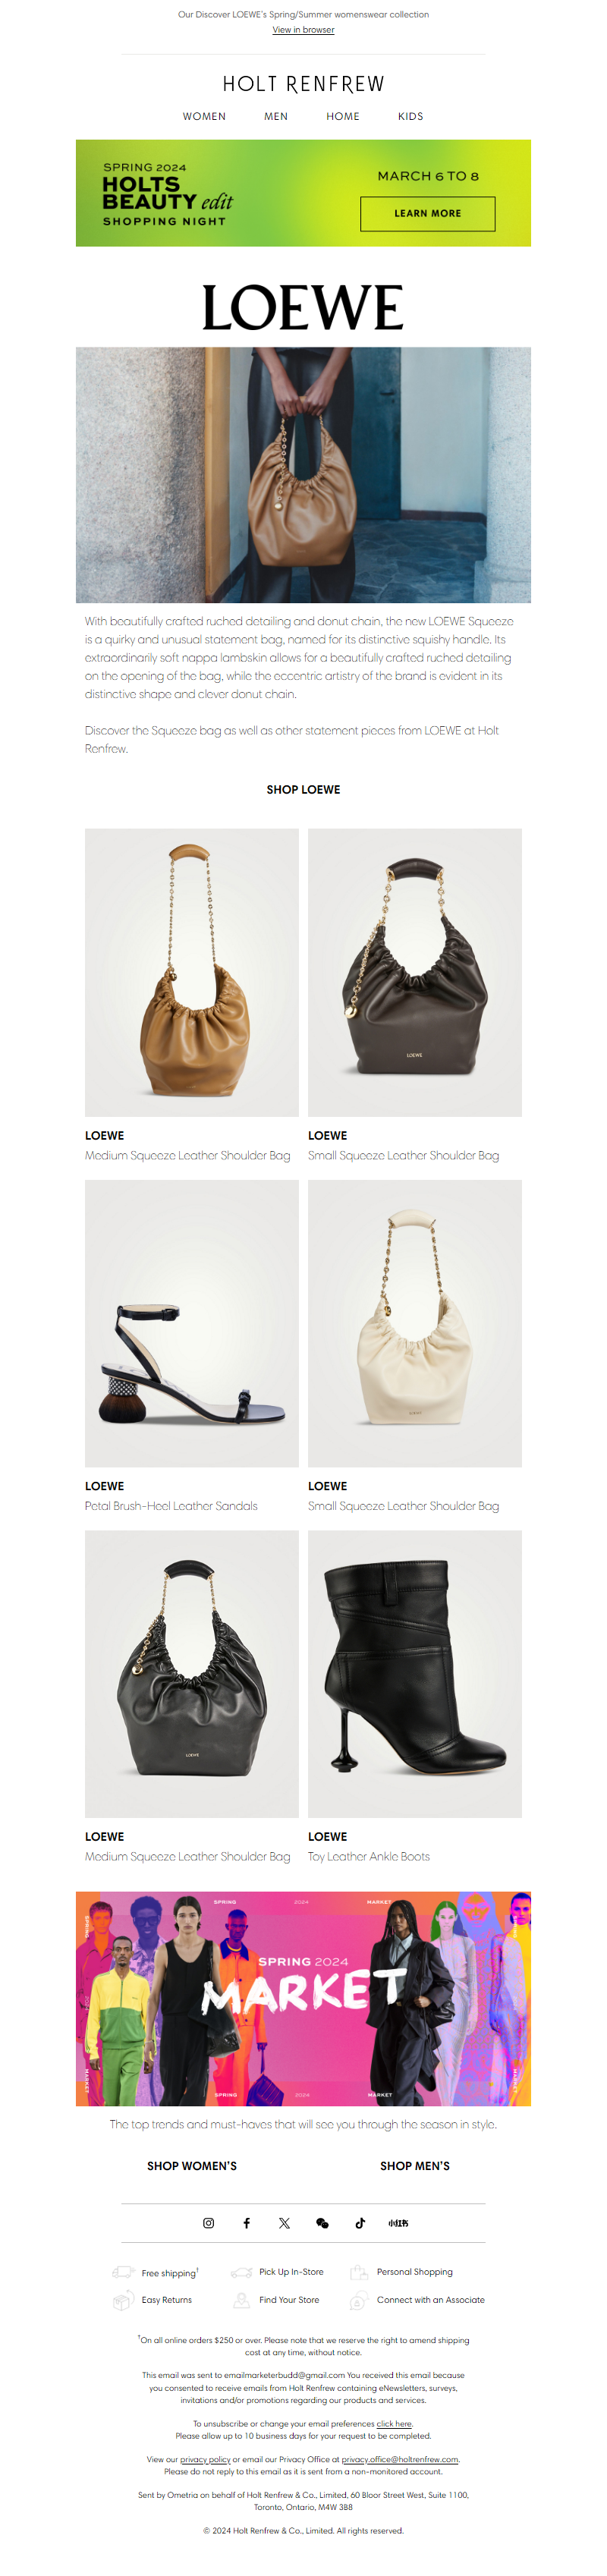 Our Discover LOEWE's Spring/Summer womenswear collection
View in browser
HOLT RENFREW
WOMEN MEN HOME KIDS
SPRING 2024
HOLTS
BEAUTY edit
SHOPPING NIGHT
MARCH 6 TO 8
LEARN MORE
LOEWE
With beautifully crafted ruched detailing and donut chain, the new LOEWE Squeeze
is a quirky and unusual statement bag, named for its distinctive squishy handle. Its
extraordinarily soft nappa lambskin allows for a beautifully crafted ruched detailing
on the opening of the bag, while the eccentric artistry of the brand is evident in its
distinctive shape and clever donut chain.
Discover the Squeeze bag as well as other statement pieces from LOEWE at Holt
Renfrew.
SHOP LOEWE
LOEWE
LOEWE
Medium Squeeze Leather Shoulder Bag
LOEWE
Small Squeeze Leather Shoulder Bag
LOEWE
LOEWE
Petal Brush-Heel Leather Sandals
LOEWE
Small Squeeze Leather Shoulder Bag
LOEWE
LOEWE
Medium Squeeze Leather Shoulder Bag
LOEWE
Toy Leather Ankle Boots
SPRING 2024 MARKET
SPRING
2024
MARKET
SPRING 2024
MARKET
SPRING 2024 MARKET
The top trends and must-haves that will see you through the season in style.
SHOP WOMEN'S SHOP MEN'S
小红书
Free shipping† Pick Up In-Store Personal Shopping
Easy Returns Find Your Store Connect with an Associate
†On all online orders $250 or over. Please note that we reserve the right to amend shipping
cost at any time, without notice.
This email was sent to emailmarketerbudd@gmail.com You received this email because
you consented to receive emails from Holt Renfrew containing eNewsletters, surveys,
invitations and/or promotions regarding our products and services.
To unsubscribe or change your email preferences click here.
Please allow up to 10 business days for your request to be completed.
View our privacy policy or email our Privacy Office at privacy.office@holtrenfrew.com.
Please do not reply to this email as it is sent from a non-monitored account.
Sent by Ometria on behalf of Holt Renfrew & Co., Limited, 60 Bloor Street West, Suite 1100,
Toronto, Ontario, M4W 3B8
© 2024 Holt Renfrew & Co., Limited. All rights reserved.